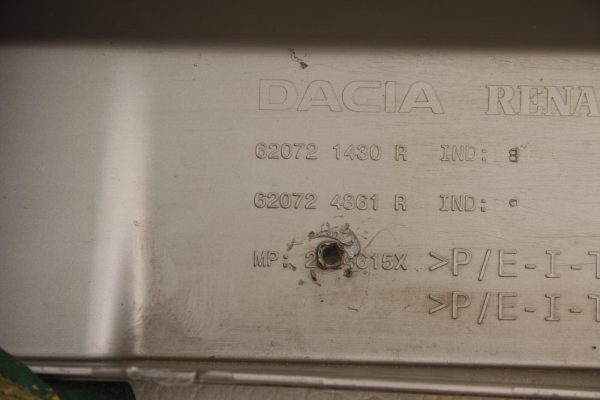 DACIA RENA
62072 1430 R IND:
62072 4861 R IND:
MP: >P/E-I-T
>P/E-I-T